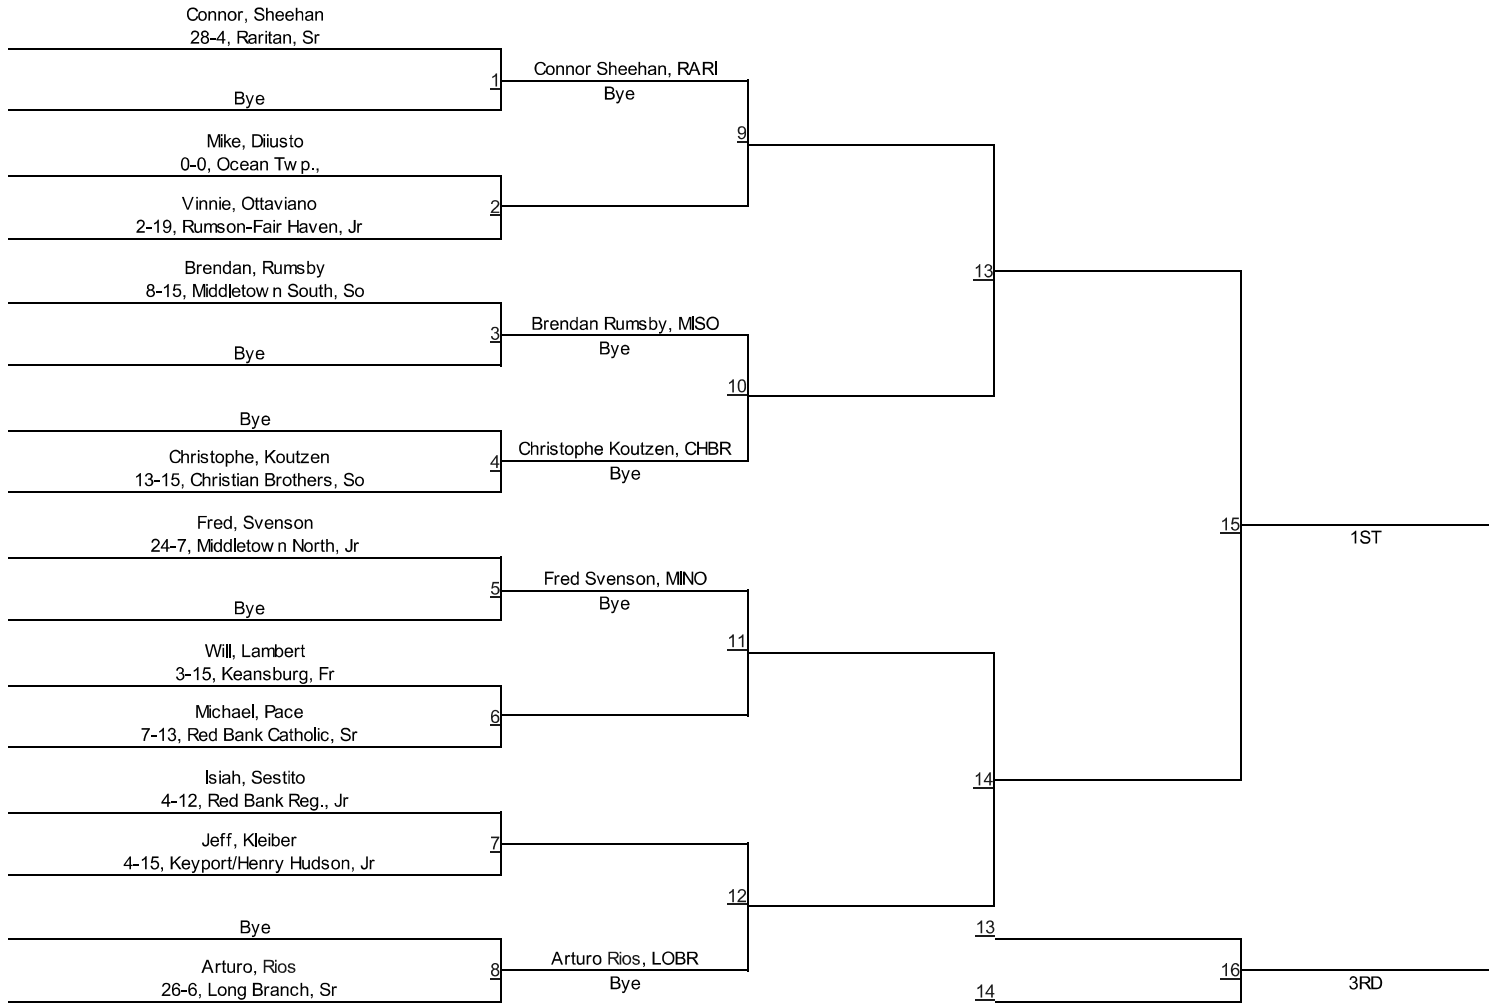 Connor, Sheehan
28-4, Raritan, Sr
1
Connor Sheehan, RARI
Bye
Bye
9
Mike, Diiusto
0-0, Ocean Twp.,
Vinnie, Ottaviano
2
2-19, Rumson-Fair Haven, Jr
Brendan, Rumsby
13
8-15, Middletown South, So
3
Brendan Rumsby, MISO
Bye
Bye
10
Bye
Christophe, Koutzen
4
Christophe Koutzen, CHBR
13-15, Christian Brothers, So
Bye
Fred, Svenson
15
24-7, Middletown North, Jr
1ST
5
Fred Svenson, MINO
Bye
Bye
11
Will, Lambert
3-15, Keansburg, Fr
Michael, Pace
6
7-13, Red Bank Catholic, Sr
Isiah, Sestito
14
4-12, Red Bank Reg., Jr
Jeff, Kleiber
7
4-15, Keyport/Henry Hudson, Jr
12
Bye
13
Arturo, Rios
8
Arturo Rios, LOBR
16
26-6, Long Branch, Sr
Bye
14
3RD